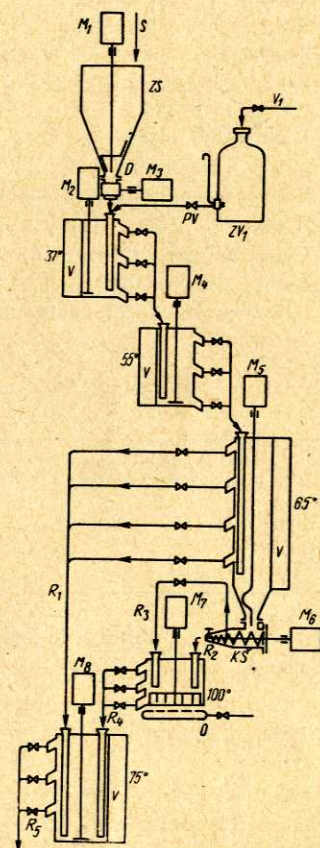 M₁
S
ZS
V₁
D
M₂
M₃
PV
ZV₁
37°
V
M₄
55°
V
M₅
65°
V
R₁
R₃
M₇
R₂
KS
M₆
M₈
R₄
100°
O
75°
V
R₅